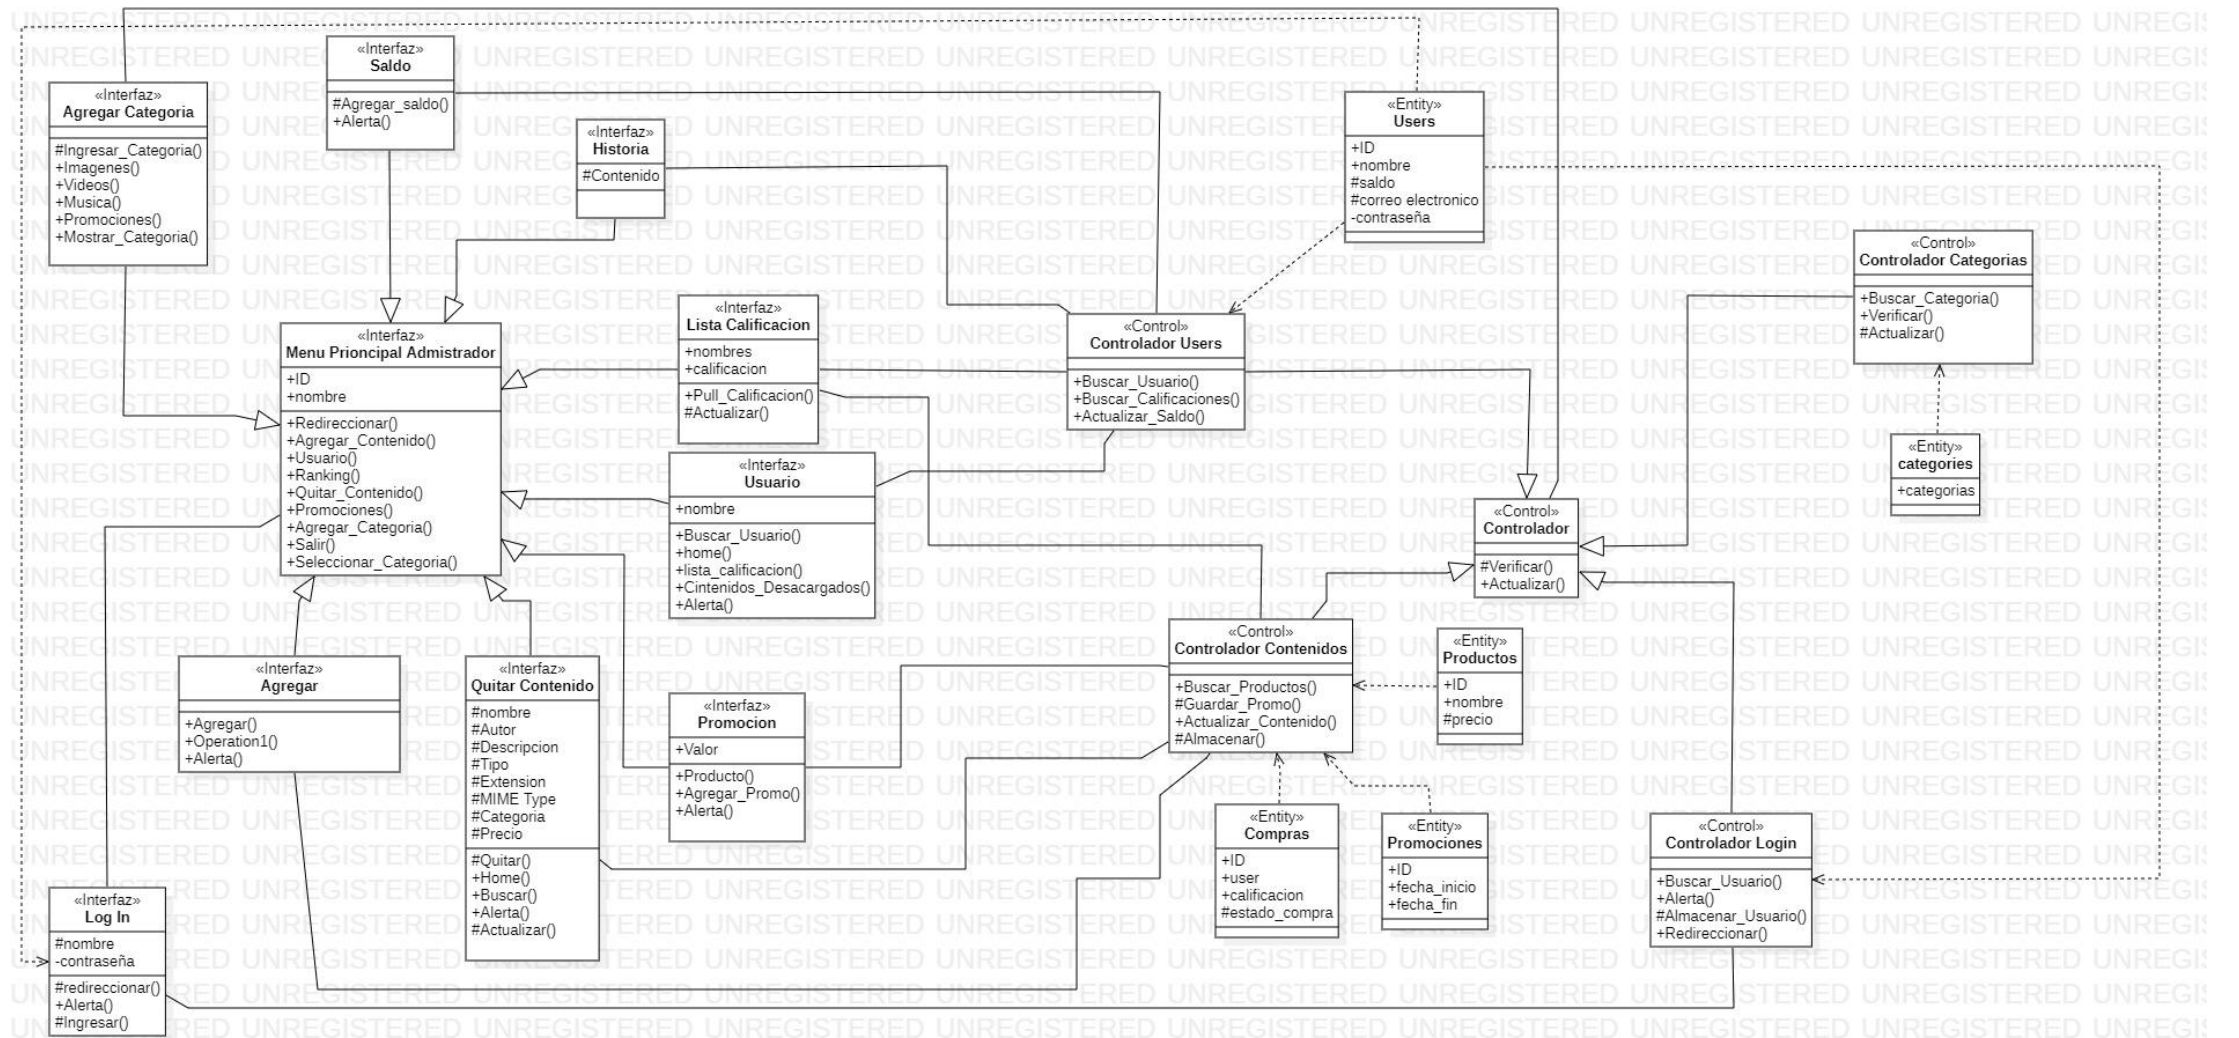 «Interfaz»
Agregar Categoria
#Ingresar_Categoria()
+Imagenes()
+Videos()
+Musica()
+Promociones()
+Mostrar_Categoria()
«Interfaz»
Saldo
#Agregar_saldo()
+Alerta()
«Interfaz»
Historia
#Contenido
«Entity»
Users
+ID
+nombre
#saldo
#correo electronico
-contraseña
«Control»
Controlador Categorias
+Buscar_Categoria()
+Verificar()
#Actualizar()
«Interfaz»
Menu Prioncipal Admistrador
+ID
+nombre
+Redireccionar()
+Agregar_Contenido()
+Usuario()
+Ranking()
+Quitar_Contenido()
+Promociones()
+Agregar_Categoria()
+Salir()
+Seleccionar_Categoria()
«Interfaz»
Lista Calificacion
+nombres
+calificacion
+Pull_Calificacion()
#Actualizar()
«Control»
Controlador Users
+Buscar_Usuario()
+Buscar_Calificaciones()
+Actualizar_Saldo()
«Entity»
categories
+categorias
«Interfaz»
Usuario
+nombre
+Buscar_Usuario()
+home()
+lista_calificacion()
+Cintenidos_Desacargados()
+Alerta()
«Control»
Controlador
#Verificar()
+Actualizar()
«Interfaz»
Agregar
+Agregar()
+Operation1()
+Alerta()
«Interfaz»
Quitar Contenido
#nombre
#Autor
#Descripcion
#Tipo
#Extension
#MIME Type
#Categoria
#Precio
#Quitar()
+Home()
+Buscar()
+Alerta()
#Actualizar()
«Interfaz»
Promocion
+Valor
+Producto()
+Agregar_Promo()
+Alerta()
«Control»
Controlador Contenidos
+Buscar_Productos()
#Guardar_Promo()
+Actualizar_Contenido()
#Almacenar()
«Entity»
Productos
+ID
+nombre
#precio
«Entity»
Compras
+ID
+user
+calificacion
#estado_compra
«Entity»
Promociones
+ID
+fecha_inicio
+fecha_fin
«Control»
Controlador Login
+Buscar_Usuario()
+Alerta()
#Almacenar_Usuario()
+Redireccionar()
«Interfaz»
Log In
#nombre
-contraseña
#redireccionar()
+Alerta()
#Ingresar()
UNREGISTERED